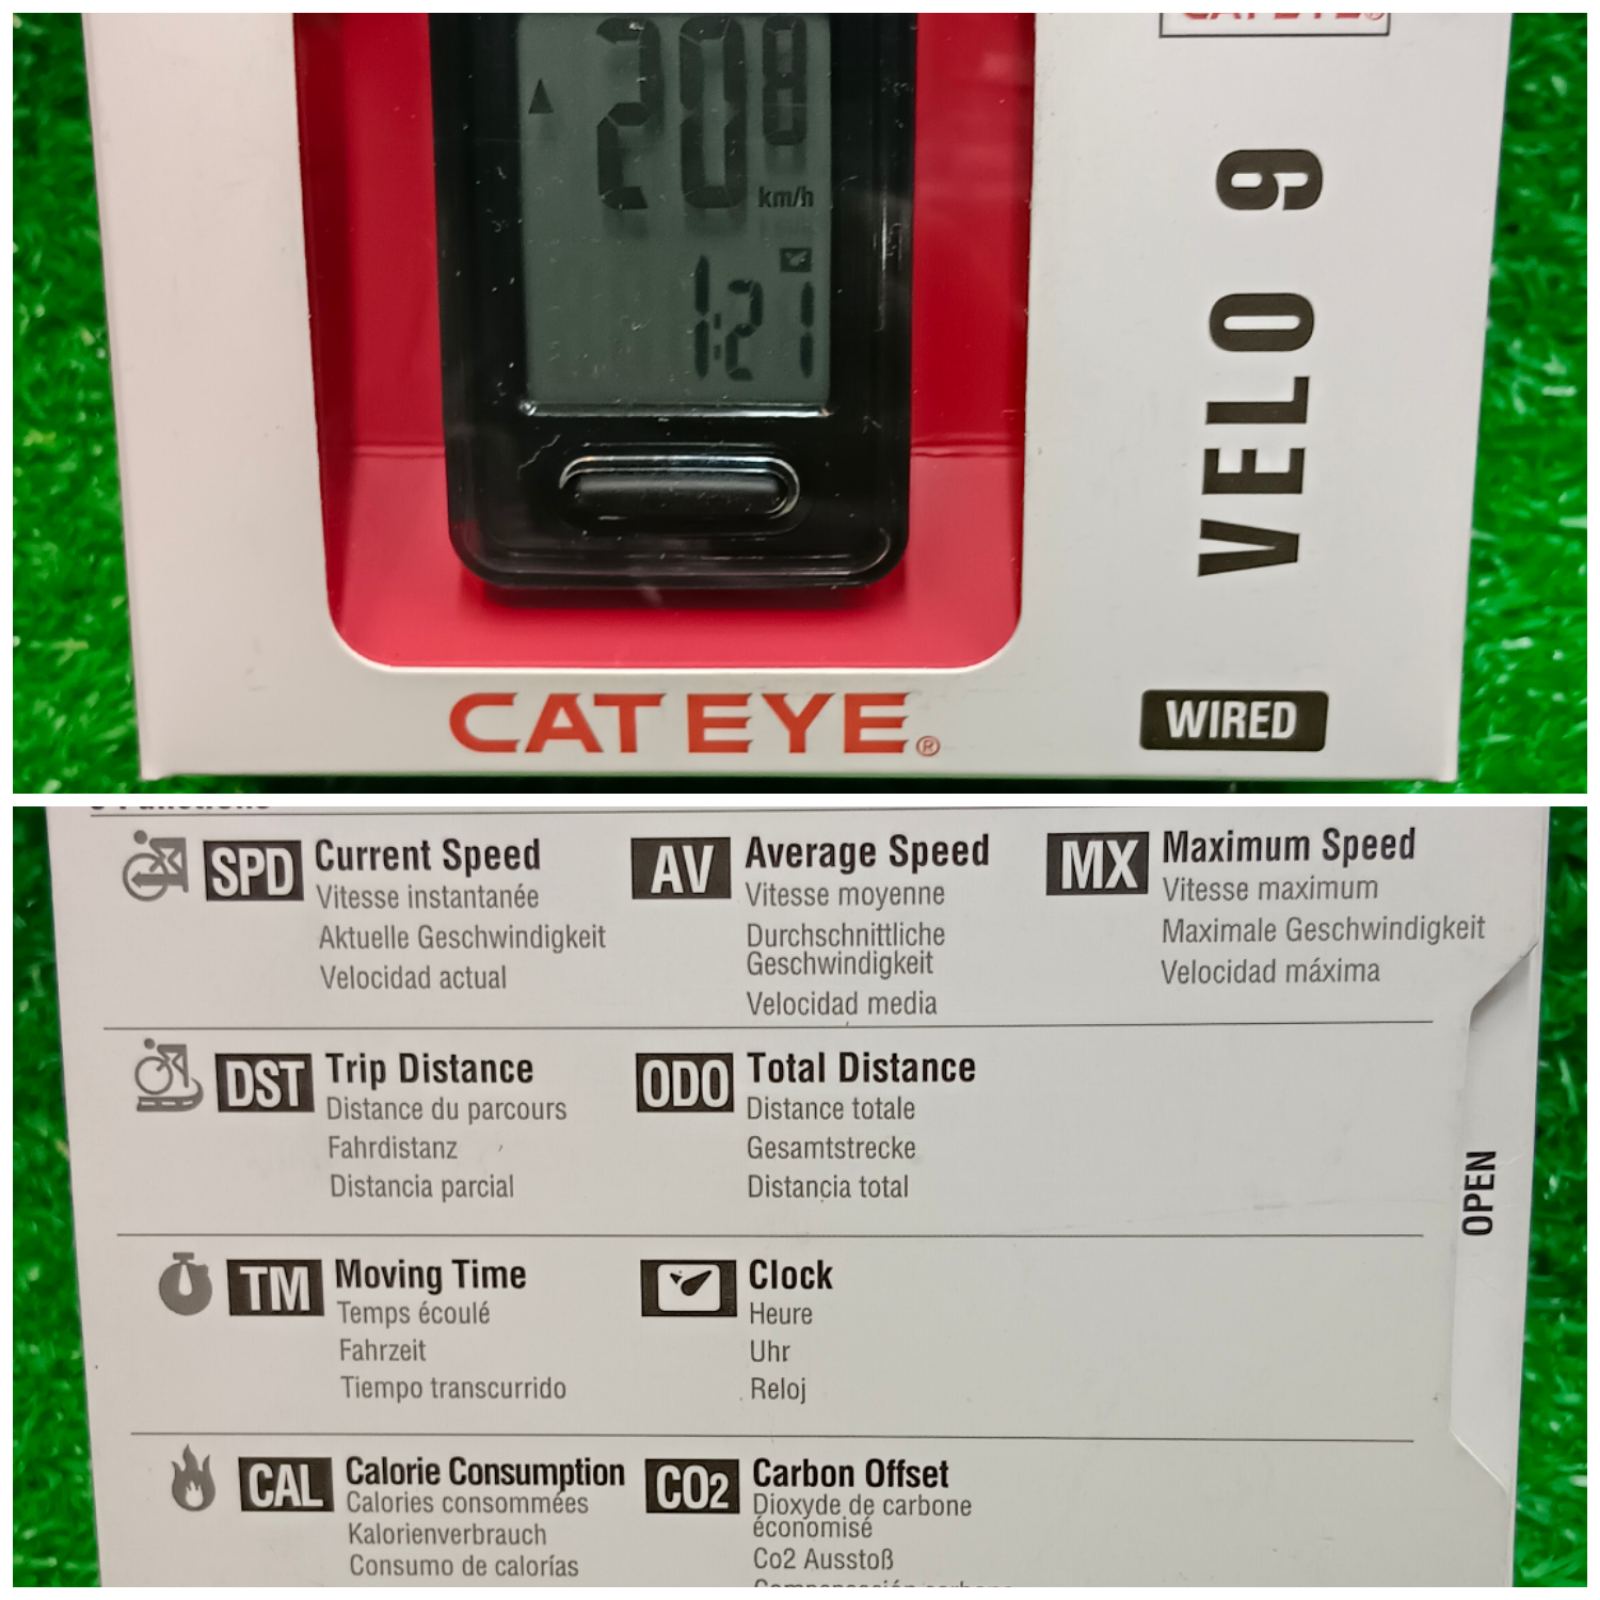 CATEYE®
20.8
km/h
1:21
VELO 9
CATEYE®
WIRED
Functions
SPD Current Speed
Vitesse instantanée
Aktuelle Geschwindigkeit
Velocidad actual
AV Average Speed
Vitesse moyenne
Durchschnittliche
Geschwindigkeit
Velocidad media
MX Maximum Speed
Vitesse maximum
Maximale Geschwindigkeit
Velocidad máxima
DST Trip Distance
Distance du parcours
Fahrdistanz
Distancia parcial
ODO Total Distance
Distance totale
Gesamtstrecke
Distancia total
OPEN
TM Moving Time
Temps écoulé
Fahrzeit
Tiempo transcurrido
Clock
Heure
Uhr
Reloj
CAL Calorie Consumption
Calories consommées
Kalorienverbrauch
Consumo de calorías
CO2 Carbon Offset
Dioxyde de carbone
économisé
Co2 Ausstoß